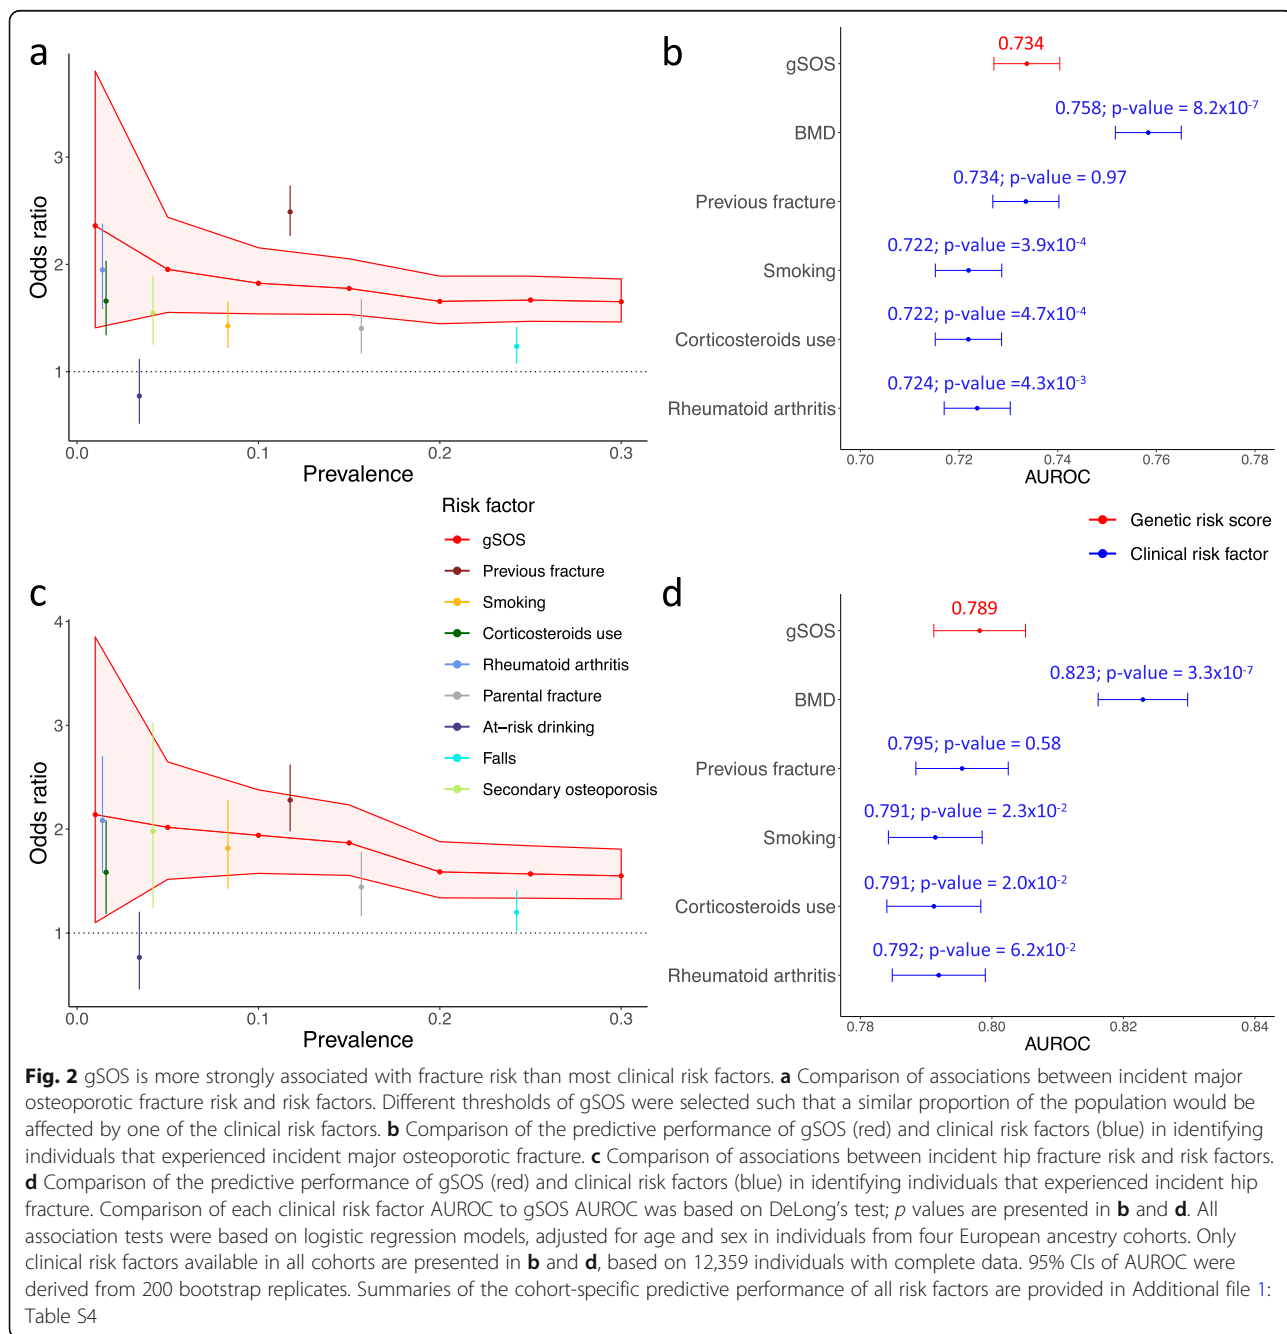 a
3
2
1
Odds ratio
0.0
0.1
0.2
0.3
Prevalence
b
gSOS
BMD
Previous fracture
Smoking
Corticosteroids use
Rheumatoid arthritis
0.734
0.758; p-value = 8.2x10-7
0.734; p-value = 0.97
0.722; p-value =3.9x10-4
0.722; p-value =4.7x10-4
0.724; p-value =4.3x10-3
0.70
0.72
0.74
0.76
0.78
AUROC
Risk factor
gSOS
Previous fracture
Smoking
Corticosteroids use
Rheumatoid arthritis
Parental fracture
At−risk drinking
Falls
Secondary osteoporosis
Genetic risk score
Clinical risk factor
c
4
3
2
1
Odds ratio
0.0
0.1
0.2
0.3
Prevalence
d
gSOS
BMD
Previous fracture
Smoking
Corticosteroids use
Rheumatoid arthritis
0.789
0.823; p-value = 3.3x10-7
0.795; p-value = 0.58
0.791; p-value = 2.3x10-2
0.791; p-value = 2.0x10-2
0.792; p-value = 6.2x10-2
0.78
0.80
0.82
0.84
AUROC
Fig. 2 gSOS is more strongly associated with fracture risk than most clinical risk factors. a Comparison of associations between incident major
osteoporotic fracture risk and risk factors. Different thresholds of gSOS were selected such that a similar proportion of the population would be
affected by one of the clinical risk factors. b Comparison of the predictive performance of gSOS (red) and clinical risk factors (blue) in identifying
individuals that experienced incident major osteoporotic fracture. c Comparison of associations between incident hip fracture risk and risk factors.
d Comparison of the predictive performance of gSOS (red) and clinical risk factors (blue) in identifying individuals that experienced incident hip
fracture. Comparison of each clinical risk factor AUROC to gSOS AUROC was based on DeLong's test; p values are presented in b and d. All
association tests were based on logistic regression models, adjusted for age and sex in individuals from four European ancestry cohorts. Only
clinical risk factors available in all cohorts are presented in b and d, based on 12,359 individuals with complete data. 95% CIs of AUROC were
derived from 200 bootstrap replicates. Summaries of the cohort-specific predictive performance of all risk factors are provided in Additional file 1:
Table S4